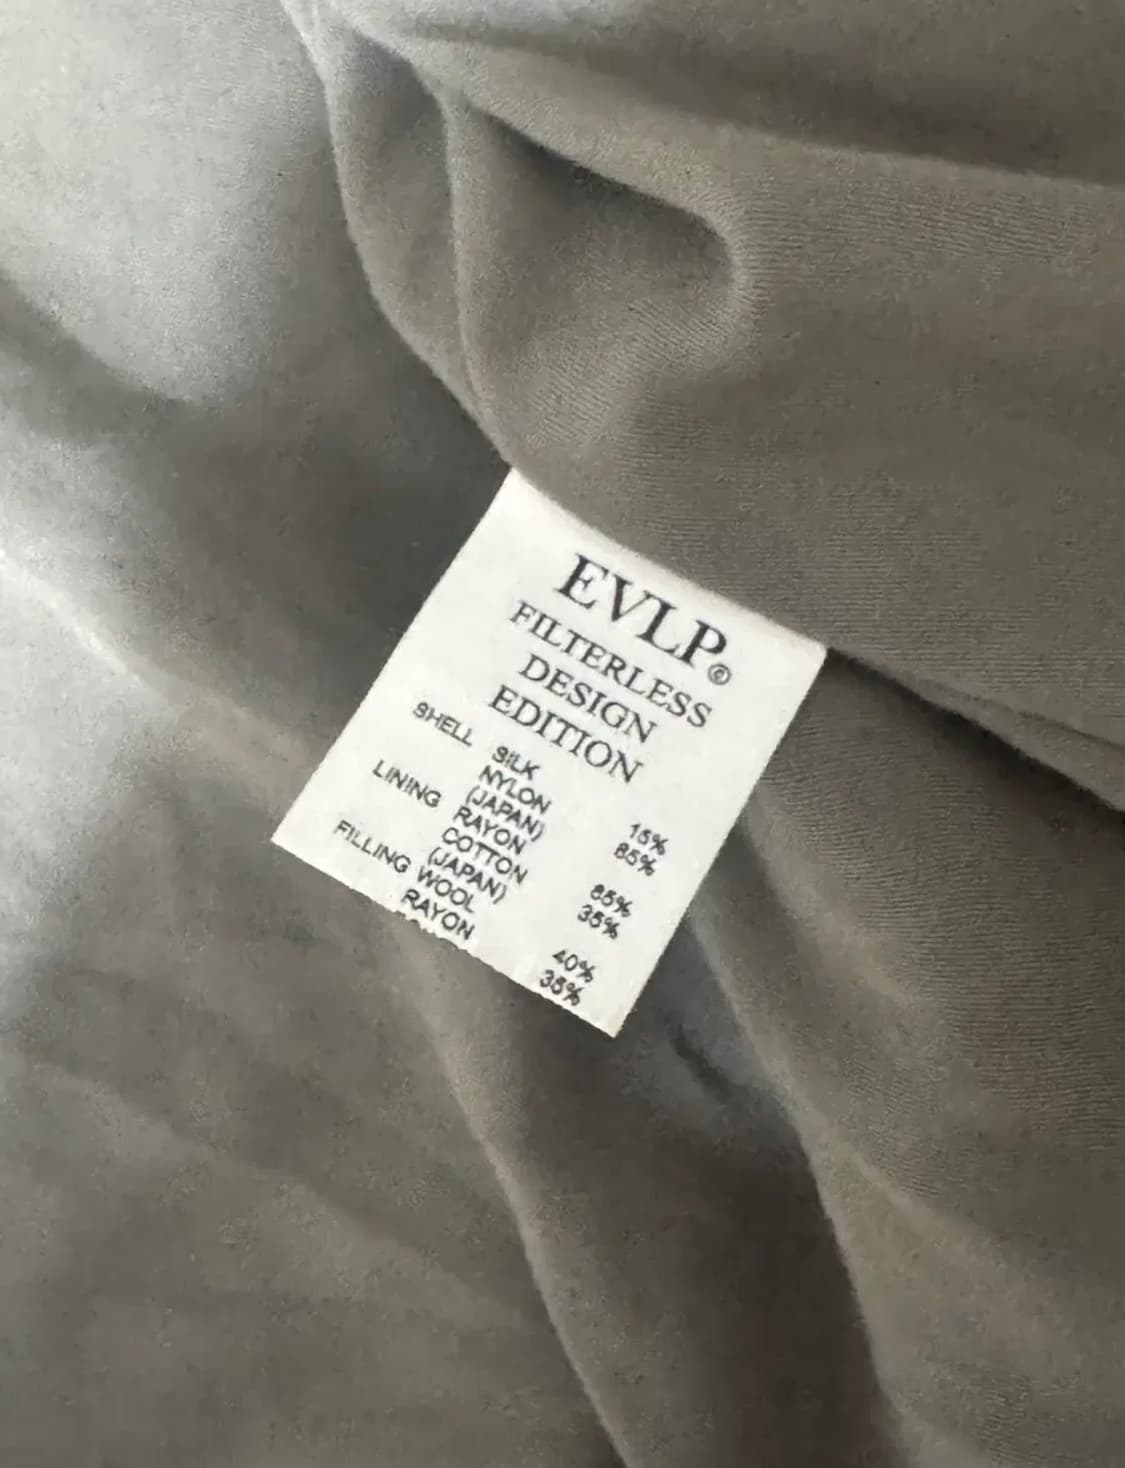 EVLP©
FILTERLESS
DESIGN
EDITION
SHELL SILK 15%
NYLON 85%
(JAPAN)
LINING RAYON 65%
COTTON 35%
(JAPAN)
FILLING WOOL 40%
RAYON 35%